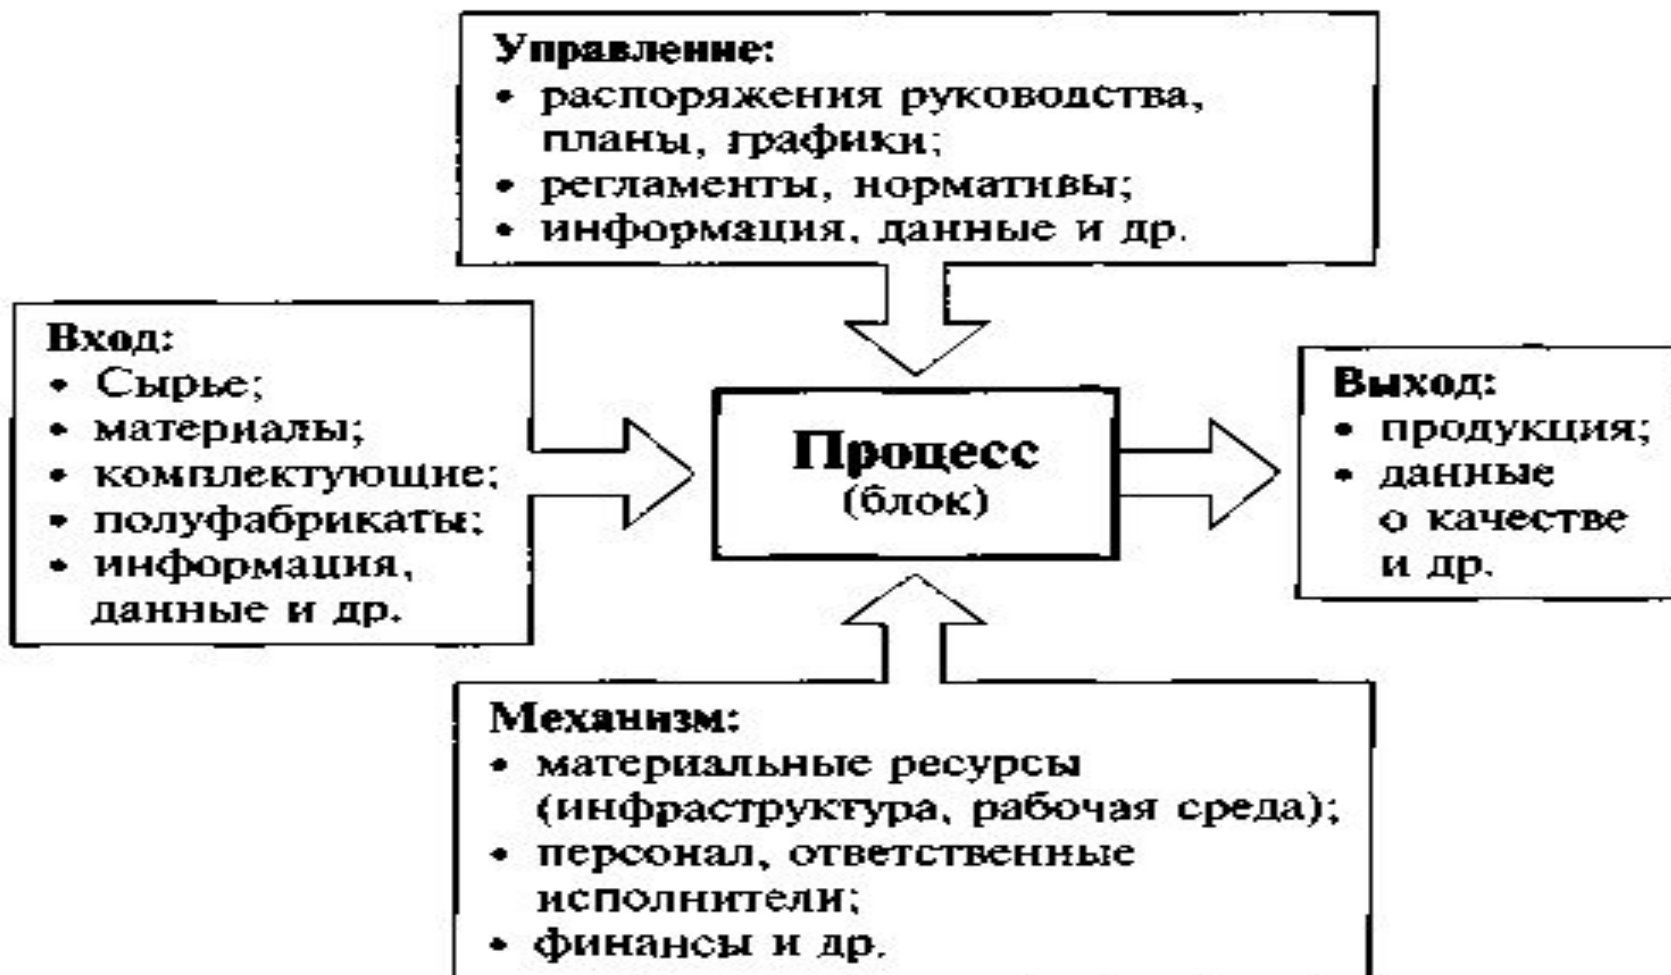 Управление:
• распоряжения руководства,
планы, графики;
• регламенты, нормативы;
• информация, данные и др.
Вход:
• Сырье;
• материалы;
• комплектующие;
• полуфабрикаты;
• информация,
данные и др.
Процесс
(блок)
Выход:
• продукция;
• данные
о качестве
и др.
Механизм:
• материальные ресурсы
(инфраструктура, рабочая среда);
• персонал, ответственные
исполнители;
• финансы и др.